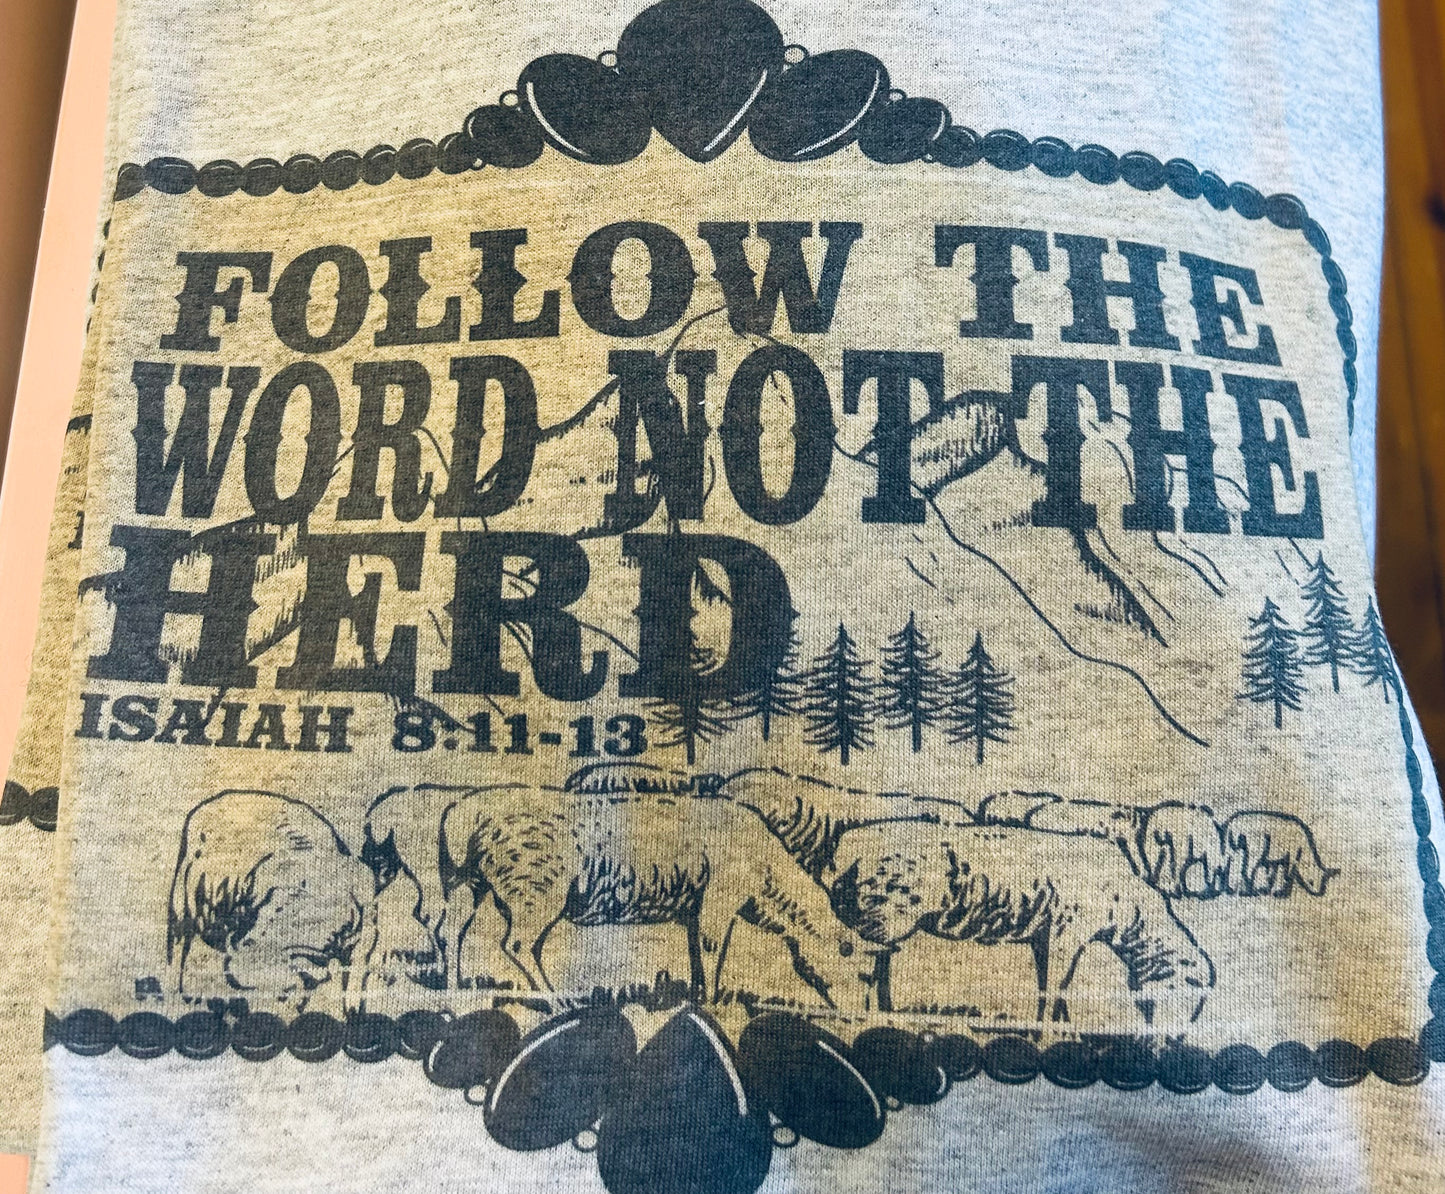 FOLLOW THE
WORD NOT THE
HERD
ISAIAH 8:11-13